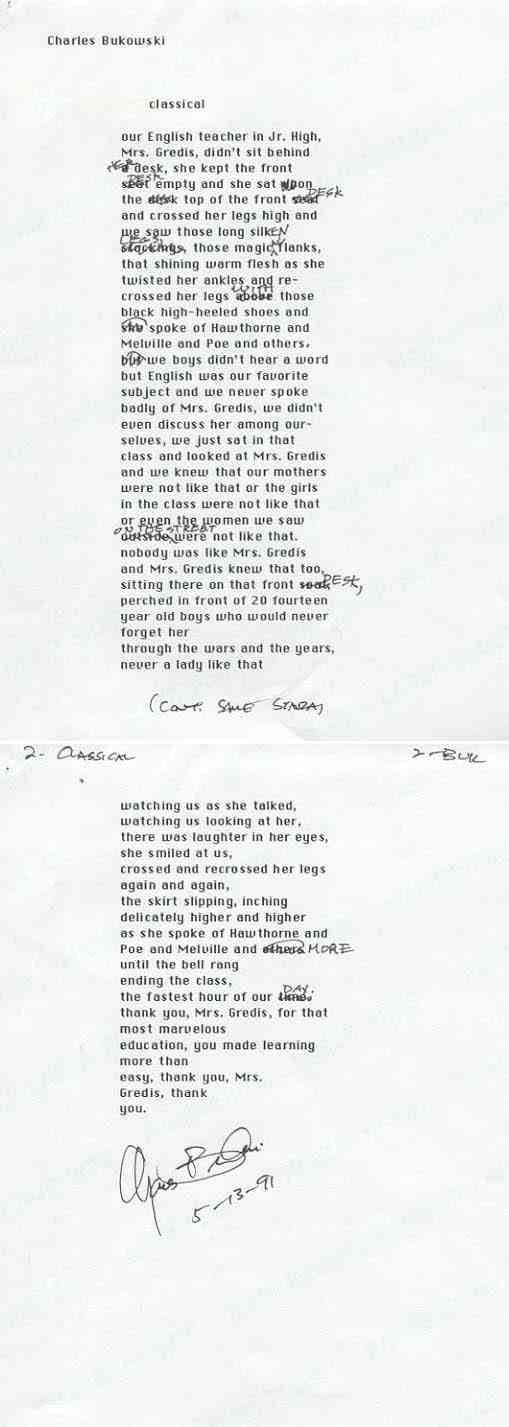 Charles Bukowski
classical
our English teacher in Jr. High,
Mrs. Gredis, didn't sit behind
HER
a desk, she kept the front
DESK
seat empty and she sat upon
the desk top of the front seat DESK
and crossed her legs high and
we saw those long silkEN
LEGS,
stockings, those magic flanks,
that shining warm flesh as she
twisted her ankles and re-
WITH
crossed her legs above those
black high-heeled shoes and
she spoke of Hawthorne and
Melville and Poe and others.
but we boys didn't hear a word
but English was our favorite
subject and we never spoke
badly of Mrs. Gredis, we didn't
even discuss her among our-
selves, we just sat in that
class and looked at Mrs. Gredis
and we knew that our mothers
were not like that or the girls
in the class were not like that
or even the women we saw
ON THE STREET
outside were not like that.
nobody was like Mrs. Gredis
and Mrs. Gredis knew that too,
sitting there on that front seat, DESK,
perched in front of 20 fourteen
year old boys who would never
forget her
through the wars and the years,
never a lady like that
(CONT. SAME STANZA)
2- CLASSICAL 2-BUK
watching us as she talked,
watching us looking at her,
there was laughter in her eyes,
she smiled at us,
crossed and recrossed her legs
again and again,
the skirt slipping, inching
delicately higher and higher
as she spoke of Hawthorne and
Poe and Melville and others MORE
until the bell rang
ending the class,
DAY.
the fastest hour of our time.
thank you, Mrs. Gredis, for that
most marvelous
education, you made learning
more than
easy, thank you, Mrs.
Gredis, thank
you.
5-13-91